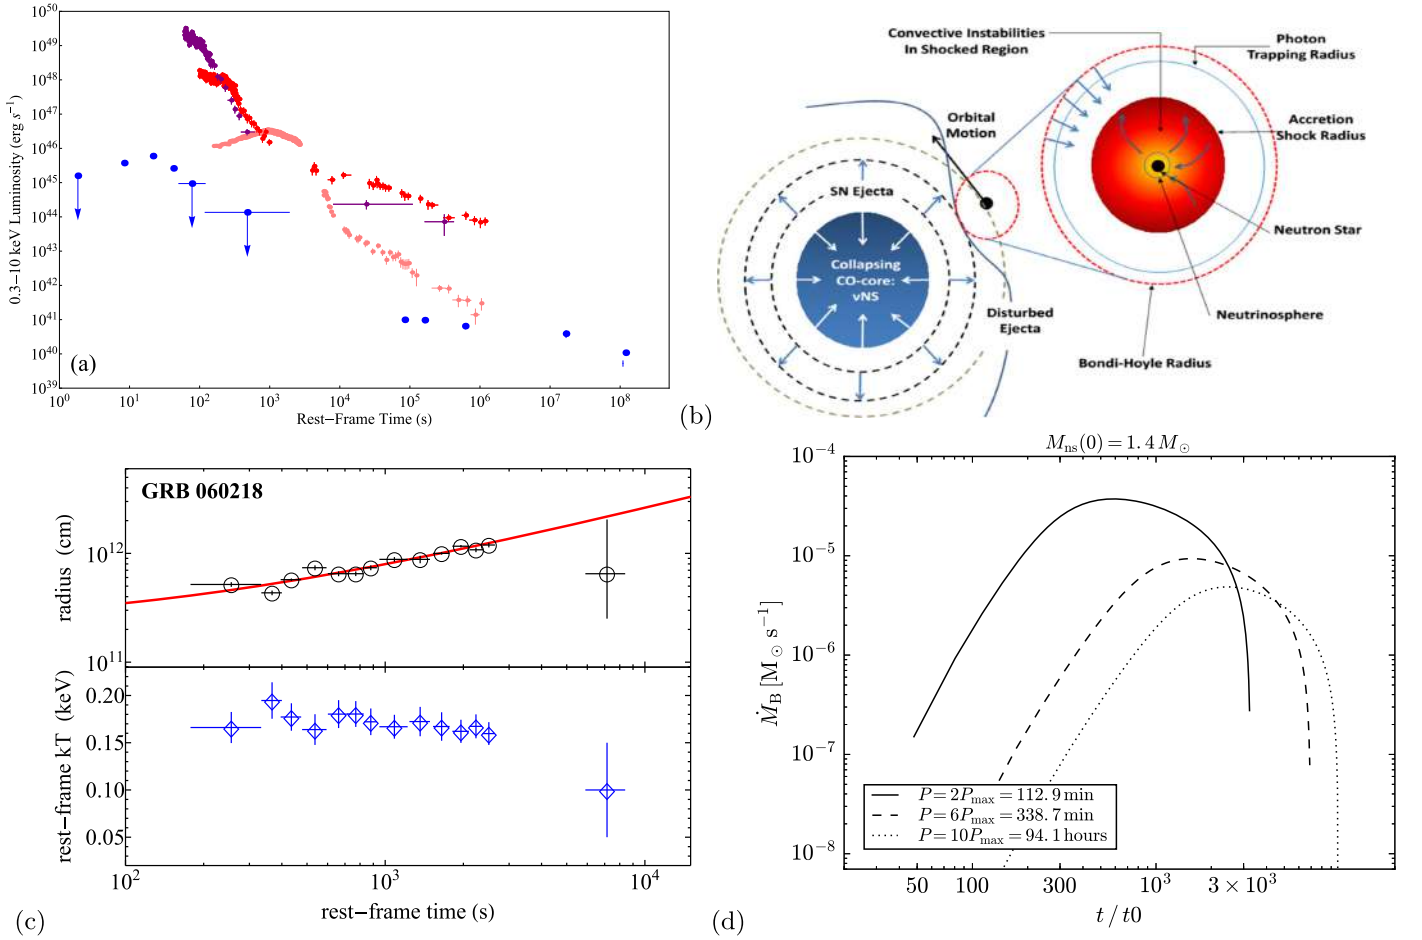 10^50
10^49
10^48
10^47
10^46
10^45
10^44
10^43
10^42
10^41
10^40
10^39
0.3−10 keV Luminosity (erg s^−1)
(a)
10^0 10^1 10^2 10^3 10^4 10^5 10^6 10^7 10^8
Rest−Frame Time (s)
Convective Instabilities
In Shocked Region
Photon
Trapping Radius
Orbital
Motion
Accretion
Shock Radius
SN Ejecta
Collapsing
CO-core:
νNS
Neutron Star
Disturbed
Ejecta
Neutrinosphere
Bondi-Hoyle Radius
(b)
GRB 060218
10^12
10^11
radius (cm)
0.20
0.15
0.10
0.05
rest−frame kT (keV)
10^2 10^3 10^4
rest−frame time (s)
(c)
M_ns(0) = 1.4 M_⊙
10^−4
10^−5
10^−6
10^−7
10^−8
Ṁ_B [M_⊙ s^−1]
P = 2P_max = 112.9 min
P = 6P_max = 338.7 min
P = 10P_max = 94.1 hours
50 100 300 10^3 3 × 10^3
t / t0
(d)